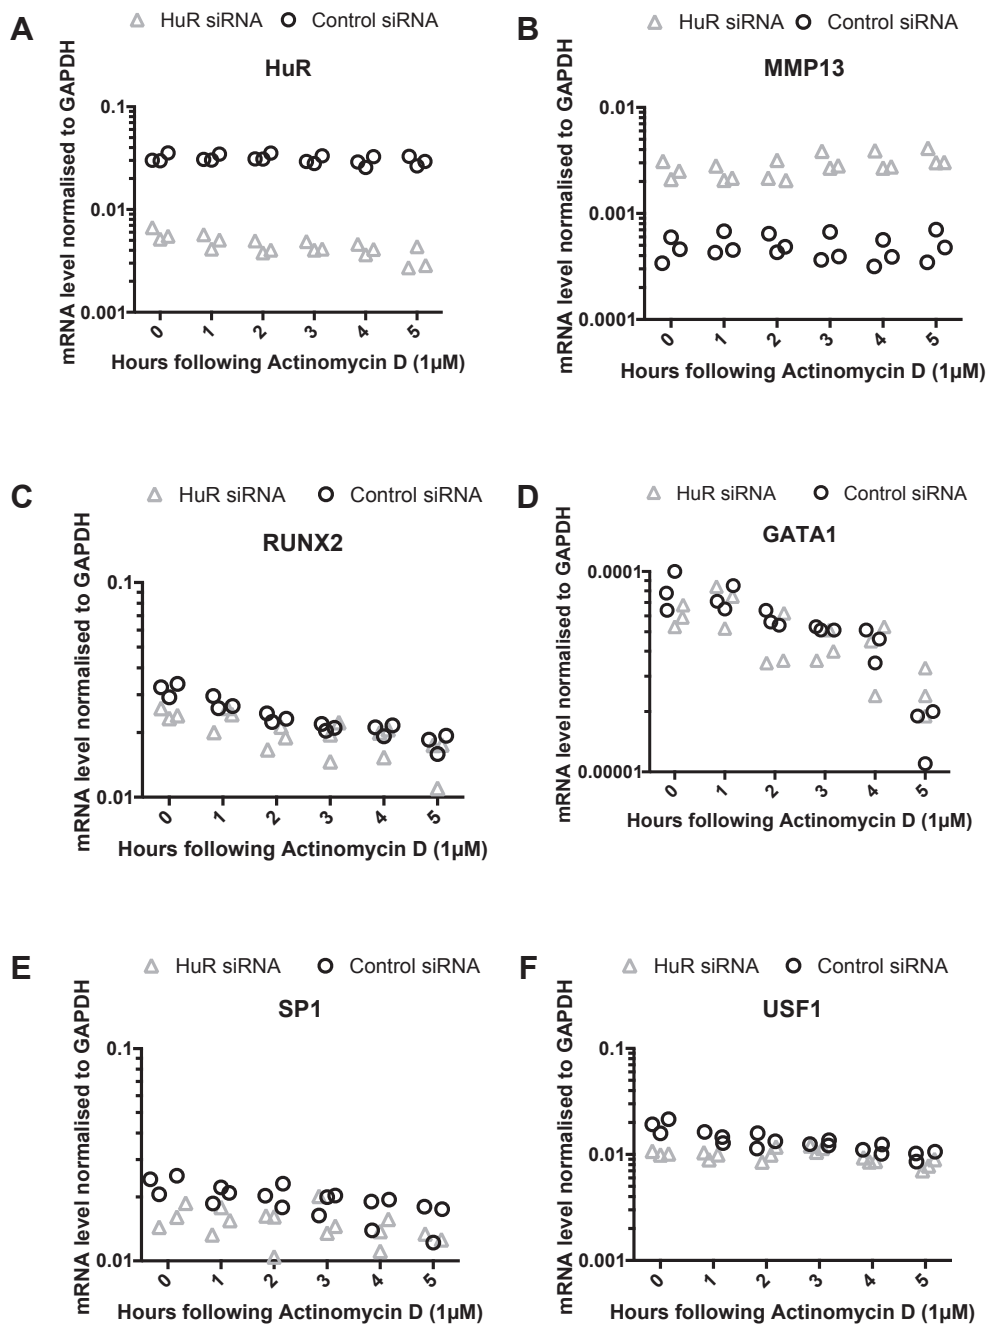 A
HuR siRNA Control siRNA
HuR
mRNA level normalised to GAPDH
0.1
0.01
0.001
0 1 2 3 4 5
Hours following Actinomycin D (1µM)
B
HuR siRNA Control siRNA
MMP13
mRNA level normalised to GAPDH
0.01
0.001
0.0001
0 1 2 3 4 5
Hours following Actinomycin D (1µM)
C
HuR siRNA Control siRNA
RUNX2
mRNA level normalised to GAPDH
0.1
0.01
0 1 2 3 4 5
Hours following Actinomycin D (1µM)
D
HuR siRNA Control siRNA
GATA1
mRNA level normalised to GAPDH
0.0001
0.00001
0 1 2 3 4 5
Hours following Actinomycin D (1µM)
E
HuR siRNA Control siRNA
SP1
mRNA level normalised to GAPDH
0.1
0.01
0 1 2 3 4 5
Hours following Actinomycin D (1µM)
F
HuR siRNA Control siRNA
USF1
mRNA level normalised to GAPDH
0.1
0.01
0.001
0 1 2 3 4 5
Hours following Actinomycin D (1µM)